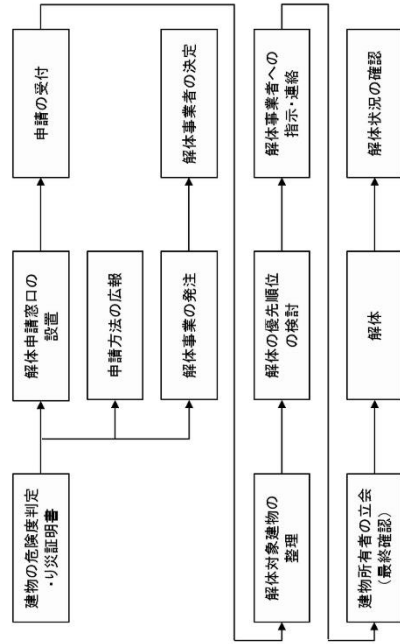 建物の危険度判定
・り災証明書
解体申請窓口の
設置
申請の受付
申請方法の広報
解体事業の発注
解体事業者の決定
解体対象建物の
整理
解体の優先順位
の検討
解体事業者への
指示・連絡
建物所有者の立会
（最終確認）
解体
解体状況の確認